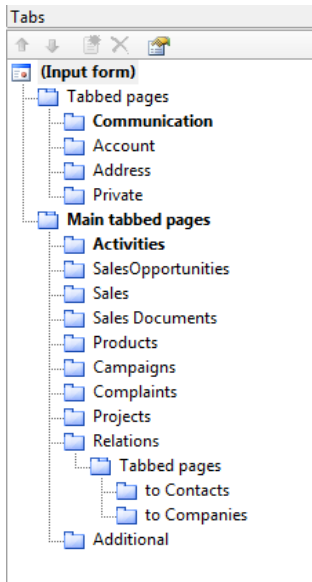 Tabs
(Input form)
Tabbed pages
Communication
Account
Address
Private
Main tabbed pages
Activities
SalesOpportunities
Sales
Sales Documents
Products
Campaigns
Complaints
Projects
Relations
Tabbed pages
to Contacts
to Companies
Additional